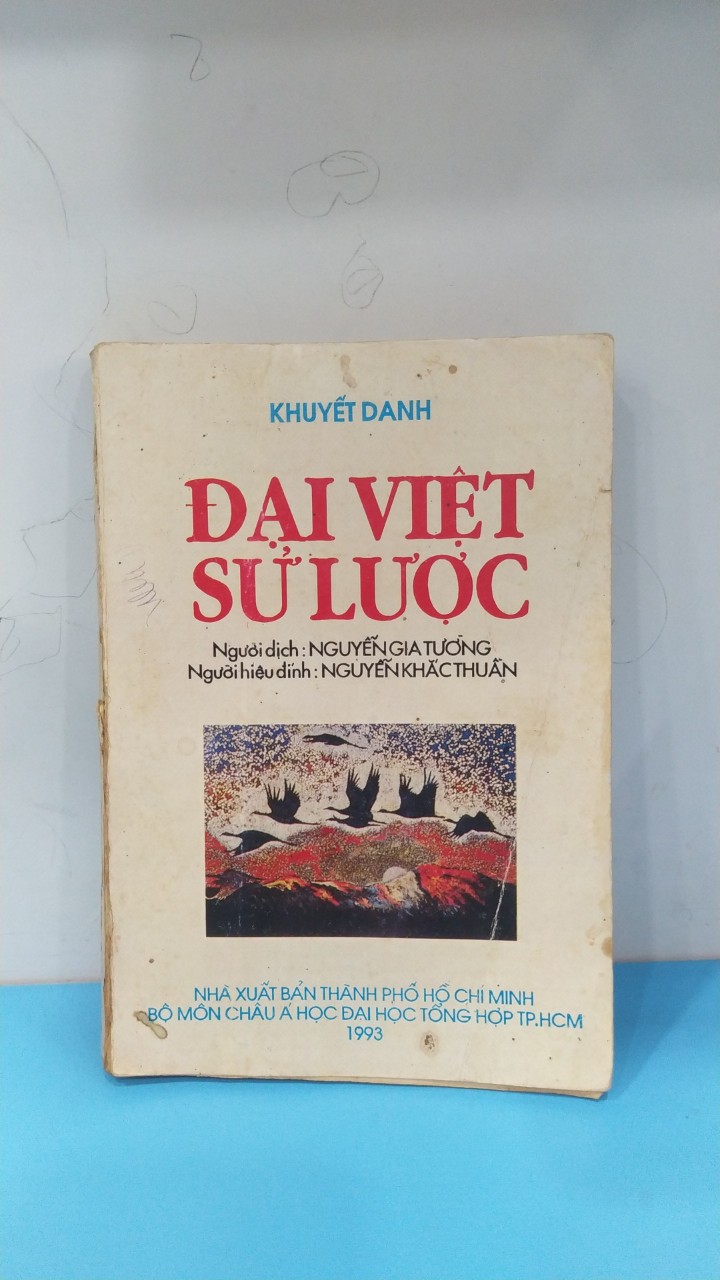 KHUYẾT DANH
ĐẠI VIỆT
SỬ LƯỢC
Người dịch : NGUYỄN GIA TƯỜNG
Người hiệu đính : NGUYỄN KHẮC THUẦN
NHÀ XUẤT BẢN THÀNH PHỐ HỒ CHÍ MINH
BỘ MÔN CHÂU Á HỌC ĐẠI HỌC TỔNG HỢP TP.HCM
1993